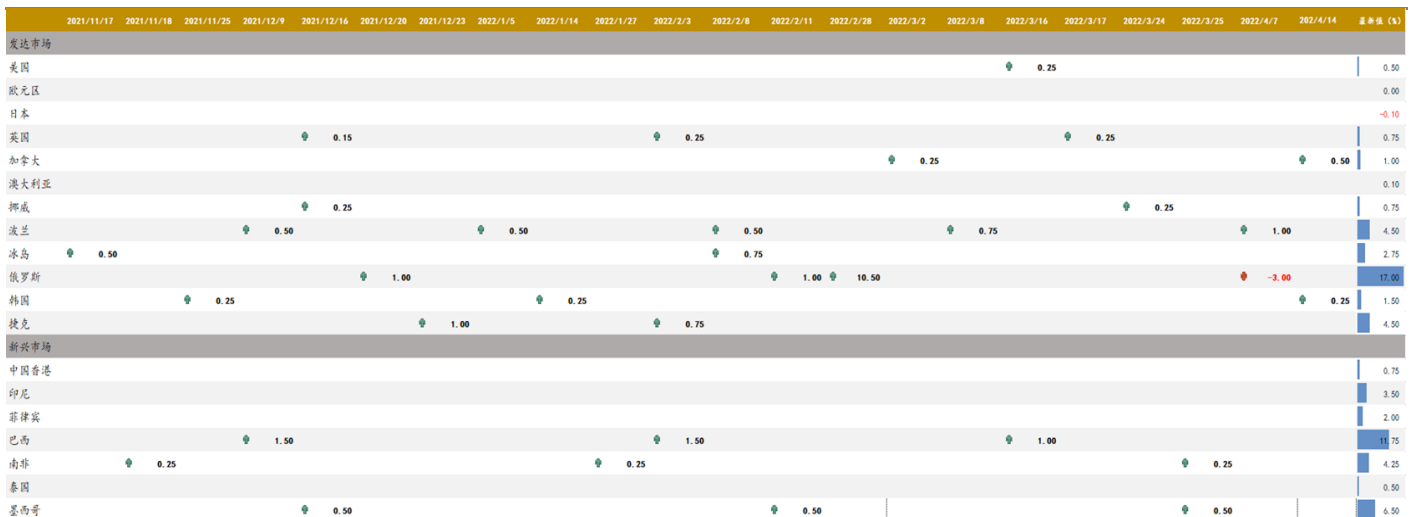 2021/11/17 2021/11/18 2021/11/25 2021/12/9 2021/12/16 2021/12/20 2021/12/23 2022/1/5 2022/1/14 2022/1/27 2022/2/3 2022/2/8 2022/2/11 2022/2/28 2022/3/2 2022/3/8 2022/3/16 2022/3/17 2022/3/24 2022/3/25 2022/4/7 202/4/14 最新值 (%)
发达市场
美国 0.25 0.50
欧元区 0.00
日本 -0.10
英国 0.15 0.25 0.25 0.75
加拿大 0.25 0.50 1.00
澳大利亚 0.10
挪威 0.25 0.25 0.75
波兰 0.50 0.50 0.50 0.75 1.00 4.50
冰岛 0.50 0.75 2.75
俄罗斯 1.00 1.00 10.50 -3.00 17.00
韩国 0.25 0.25 0.25 1.50
捷克 1.00 0.75 4.50
新兴市场
中国香港 0.75
印尼 3.50
菲律宾 2.00
巴西 1.50 1.50 1.00 11.75
南非 0.25 0.25 0.25 4.25
泰国 0.50
墨西哥 0.50 0.50 0.50 6.50